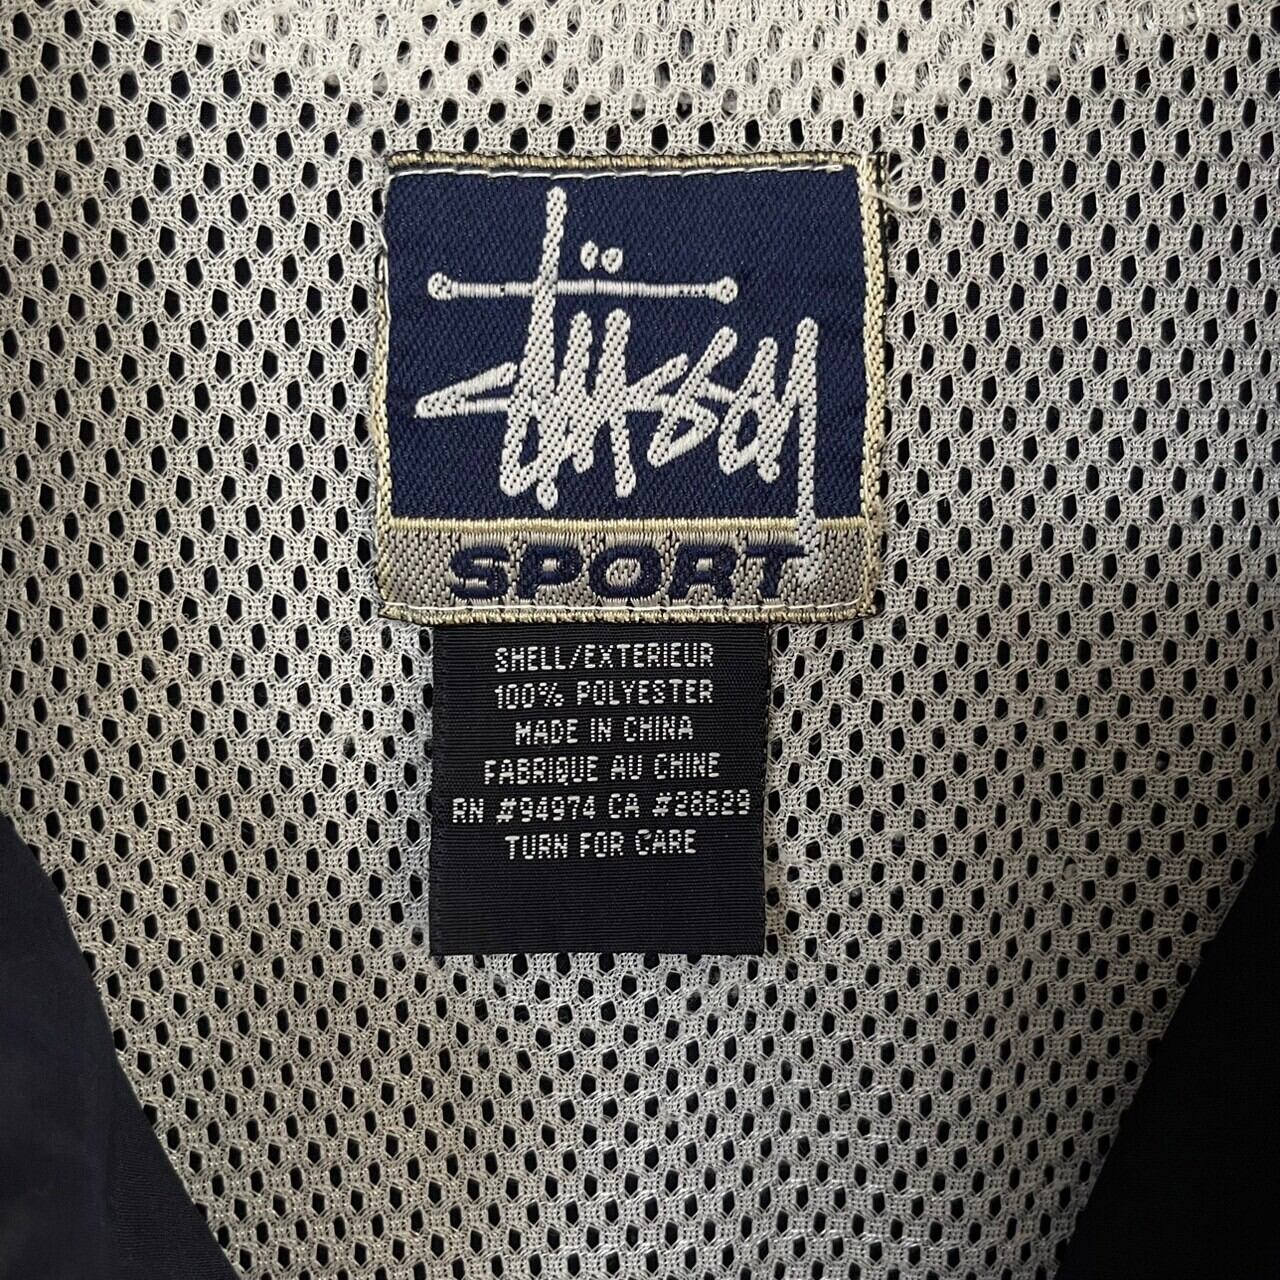 Stüssy
SPORT
SHELL/EXTERIEUR
100% POLYESTER
MADE IN CHINA
FABRIQUE AU CHINE
RN #94974 CA #28629
TURN FOR CARE